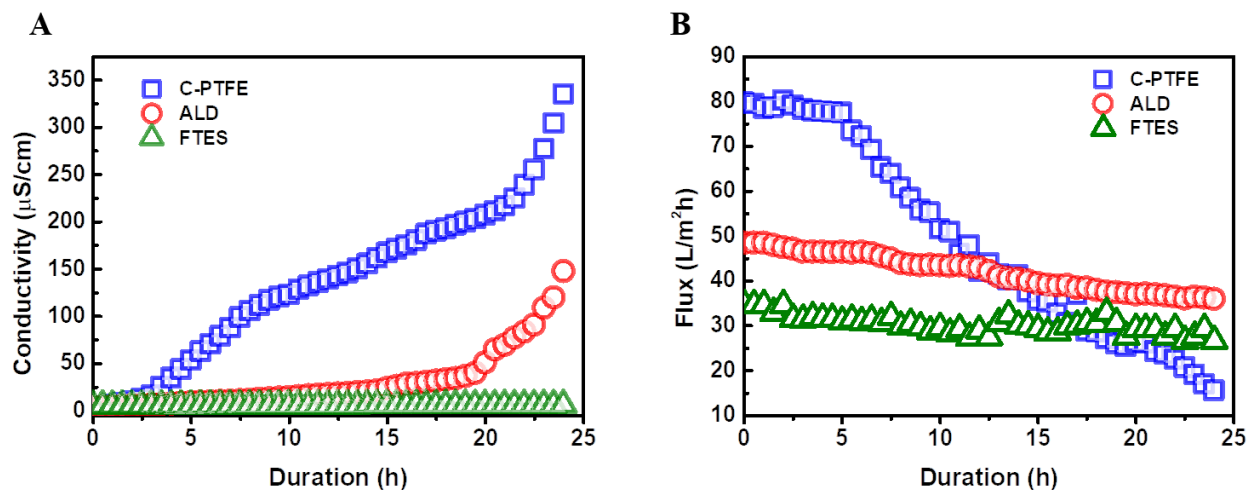 A
Conductivity (μS/cm)
350
300
250
200
150
100
50
0
C-PTFE
ALD
FTES
0 5 10 15 20 25
Duration (h)
B
Flux (L/m²h)
90
80
70
60
50
40
30
20
10
C-PTFE
ALD
FTES
0 5 10 15 20 25
Duration (h)